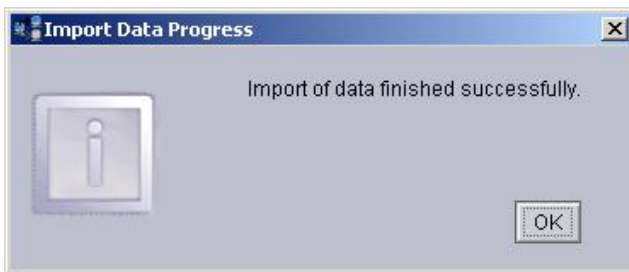 Import Data Progress
Import of data finished successfully.
OK